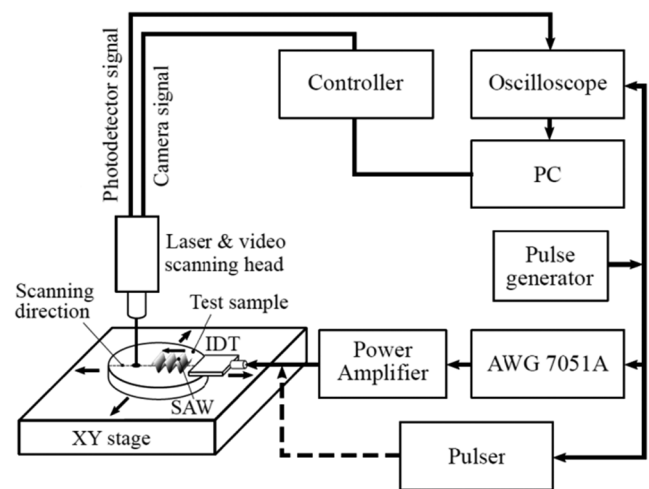 Photodetector signal
Camera signal
Controller
Oscilloscope
PC
Laser & video
scanning head
Pulse
generator
Scanning
direction
Test sample
IDT
Power
Amplifier
AWG 7051A
SAW
XY stage
Pulser